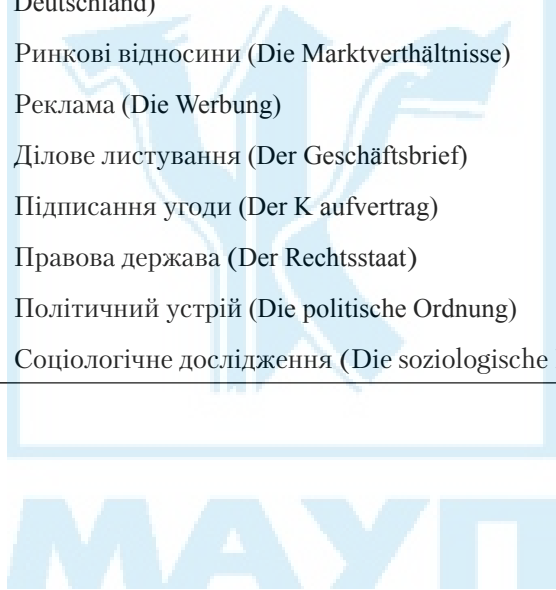 Deutschland)
Ринкові відносини (Die Marktverthältnisse)
Реклама (Die Werbung)
Ділове листування (Der Geschäftsbrief)
Підписання угоди (Der K aufvertrag)
Правова держава (Der Rechtsstaat)
Політичний устрій (Die politische Ordnung)
Соціологічне дослідження (Die soziologische
МАУП